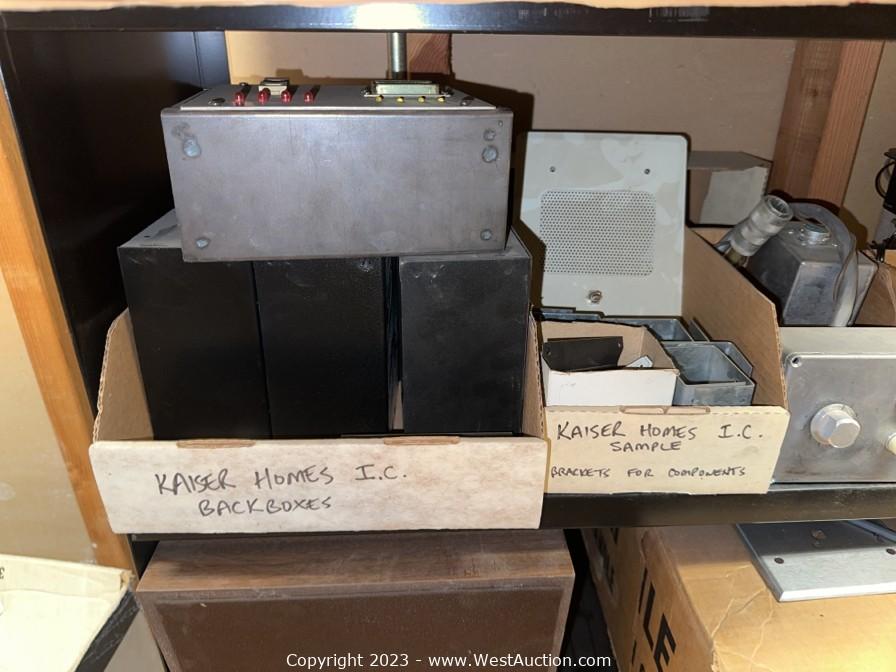 KAISER HOMES I.C.
BACKBOXES
KAISER HOMES I.C.
SAMPLE
BRACKETS FOR COMPONENTS
Copyright 2023 - www.WestAuction.com